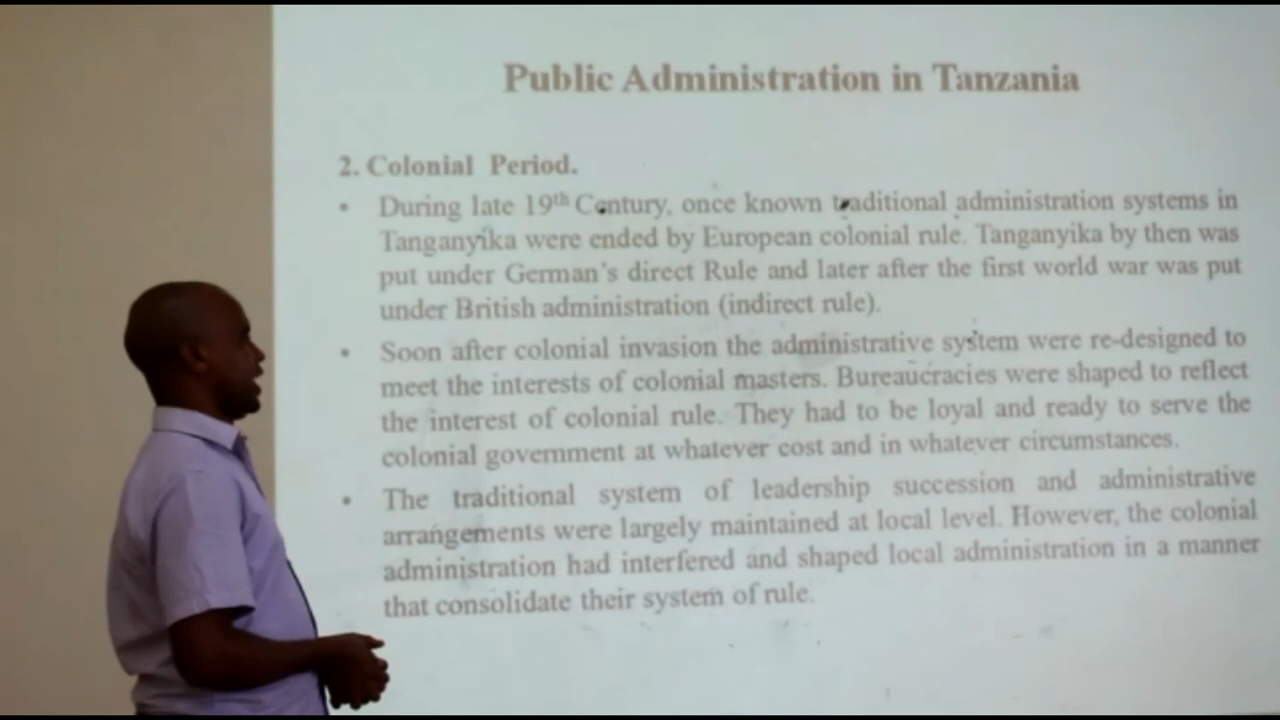 Public Administration in Tanzania
2. Colonial Period.
• During late 19th Century, once known traditional administration systems in
Tanganyika were ended by European colonial rule. Tanganyika by then was
put under German's direct Rule and later after the first world war was put
under British administration (indirect rule).
• Soon after colonial invasion the administrative system were re-designed to
meet the interests of colonial masters. Bureaucracies were shaped to reflect
the interest of colonial rule. They had to be loyal and ready to serve the
colonial government at whatever cost and in whatever circumstances.
• The traditional system of leadership succession and administrative
arrangements were largely maintained at local level. However, the colonial
administration had interfered and shaped local administration in a manner
that consolidate their system of rule.